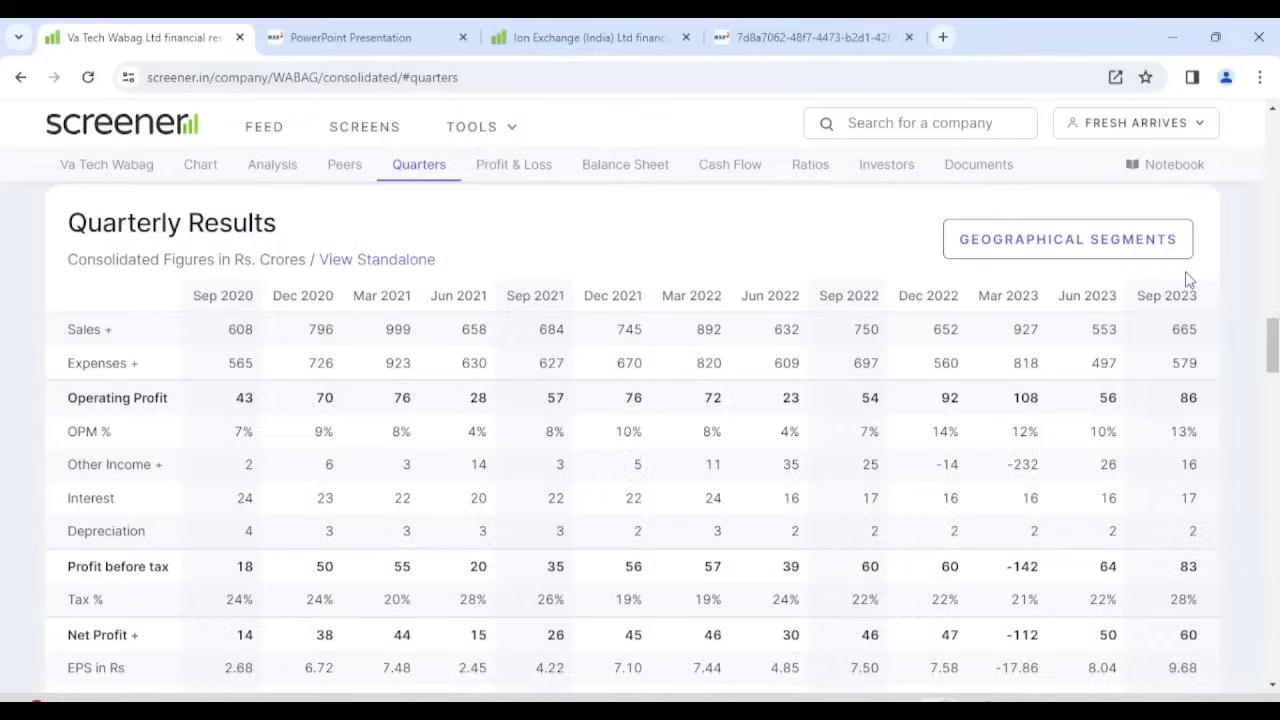 Va Tech Wabag Ltd financial res
PowerPoint Presentation
Ion Exchange (India) Ltd financ
7d8a7062-48f7-4473-b2d1-42
screener.in/company/WABAG/consolidated/#quarters
screener FEED SCREENS TOOLS Search for a company FRESH ARRIVES
Va Tech Wabag Chart Analysis Peers Quarters Profit & Loss Balance Sheet Cash Flow Ratios Investors Documents Notebook
Quarterly Results
GEOGRAPHICAL SEGMENTS
Consolidated Figures in Rs. Crores / View Standalone
Sep 2020 Dec 2020 Mar 2021 Jun 2021 Sep 2021 Dec 2021 Mar 2022 Jun 2022 Sep 2022 Dec 2022 Mar 2023 Jun 2023 Sep 2023
Sales + 608 796 999 658 684 745 892 632 750 652 927 553 665
Expenses + 565 726 923 630 627 670 820 609 697 560 818 497 579
Operating Profit 43 70 76 28 57 76 72 23 54 92 108 56 86
OPM % 7% 9% 8% 4% 8% 10% 8% 4% 7% 14% 12% 10% 13%
Other Income + 2 6 3 14 3 5 11 35 25 -14 -232 26 16
Interest 24 23 22 20 22 22 24 16 17 16 16 16 17
Depreciation 4 3 3 3 3 2 3 2 2 2 2 2 2
Profit before tax 18 50 55 20 35 56 57 39 60 60 -142 64 83
Tax % 24% 24% 20% 28% 26% 19% 19% 24% 22% 22% 21% 22% 28%
Net Profit + 14 38 44 15 26 45 46 30 46 47 -112 50 60
EPS in Rs 2.68 6.72 7.48 2.45 4.22 7.10 7.44 4.85 7.50 7.58 -17.86 8.04 9.68